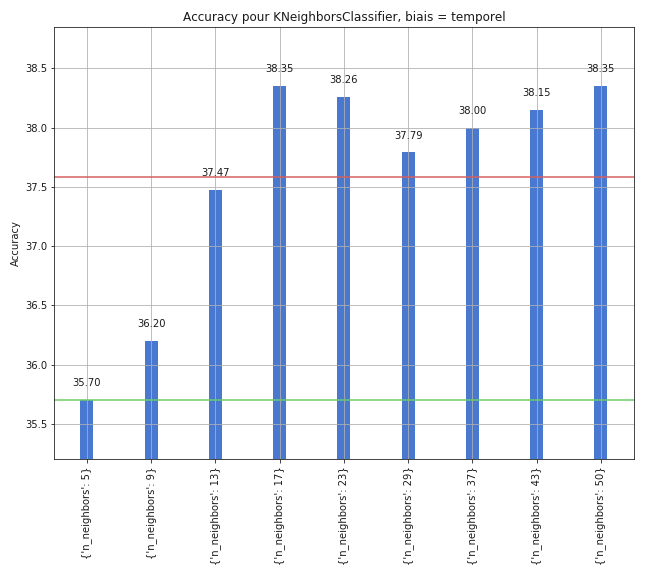 Accuracy pour KNeighborsClassifier, biais = temporel
Accuracy
38.5
38.0
37.5
37.0
36.5
36.0
35.5
35.70
36.20
37.47
38.35
38.26
37.79
38.00
38.15
38.35
{'n_neighbors': 5}
{'n_neighbors': 9}
{'n_neighbors': 13}
{'n_neighbors': 17}
{'n_neighbors': 23}
{'n_neighbors': 29}
{'n_neighbors': 37}
{'n_neighbors': 43}
{'n_neighbors': 50}